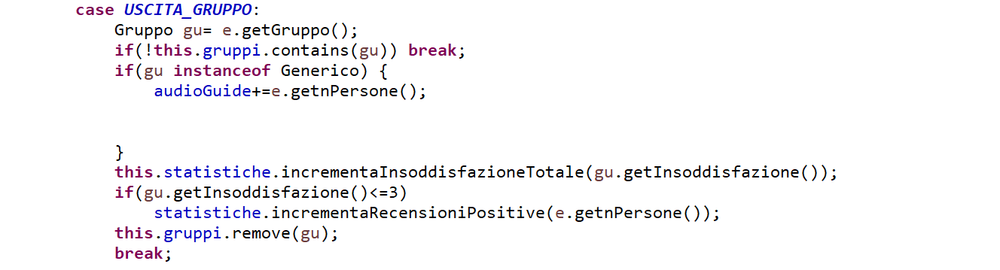 case USCITA_GRUPPO:
Gruppo gu= e.getGruppo();
if(!this.gruppi.contains(gu)) break;
if(gu instanceof Generico) {
audioGuide+=e.getnPersone();
}
this.statistiche.incrementaInsoddisfazioneTotale(gu.getInsoddisfazione());
if(gu.getInsoddisfazione()<=3)
statistiche.incrementaRecensioniPositive(e.getnPersone());
this.gruppi.remove(gu);
break;